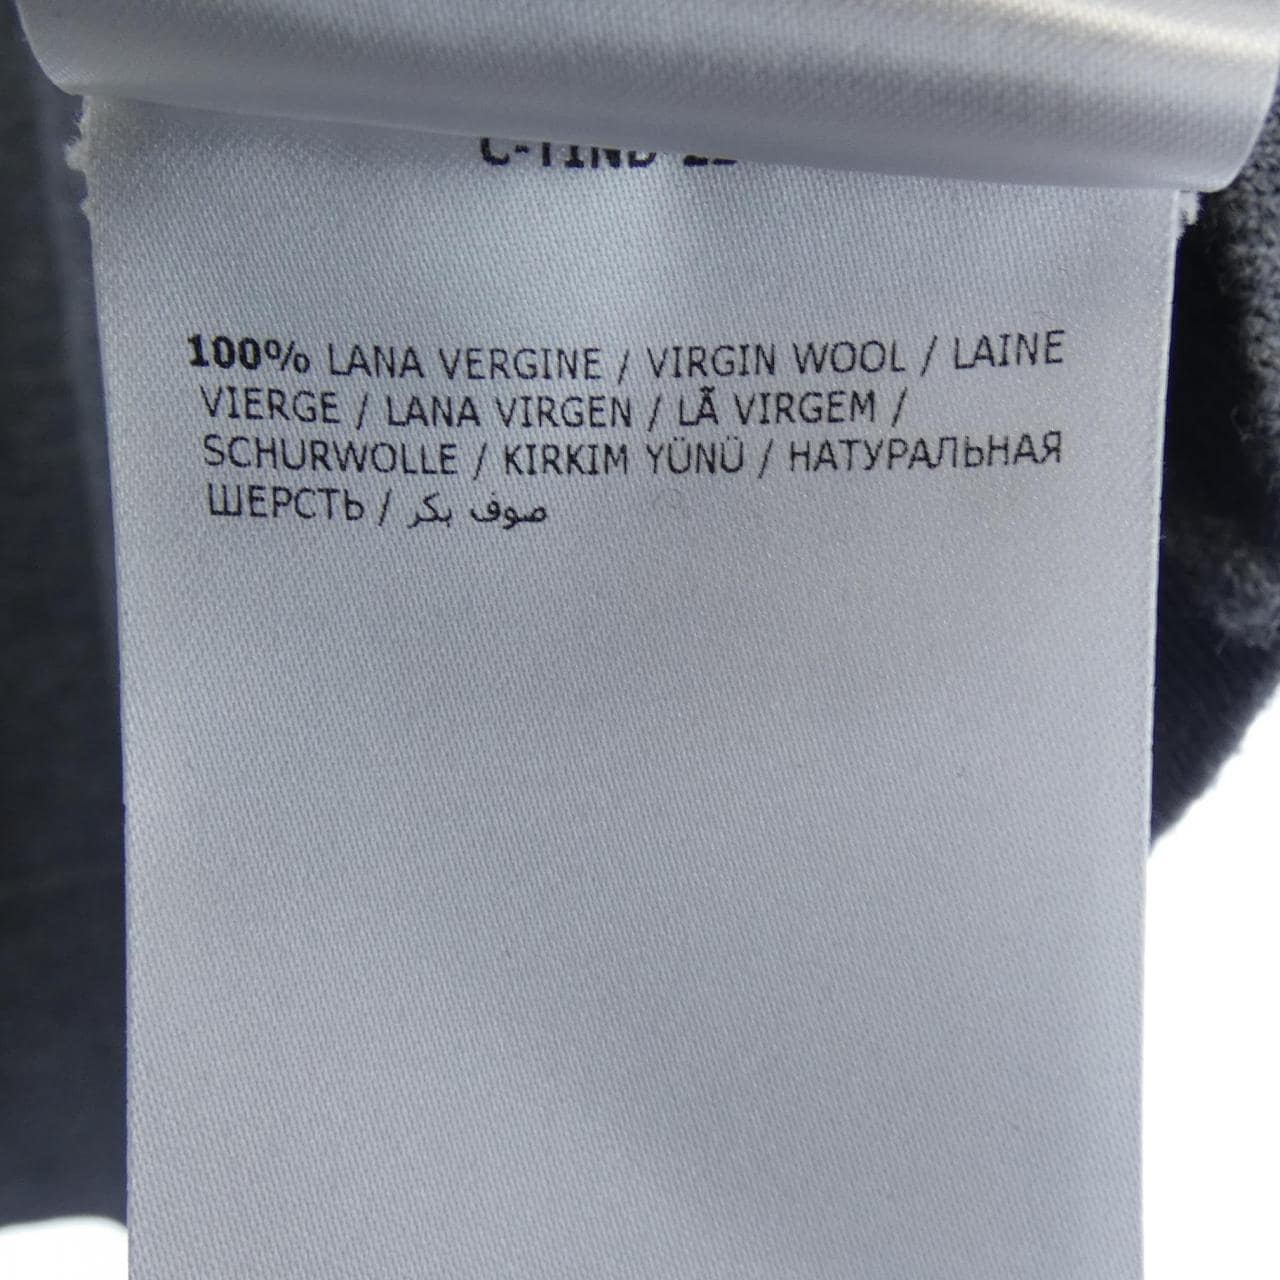 100% LANA VERGINE / VIRGIN WOOL / LAINE
VIERGE / LANA VIRGEN / LÃ VIRGEM /
SCHURWOLLE / KIRKIM YÜNÜ / НАТУРАЛЬНАЯ
ШЕРСТЬ / صوف بكر